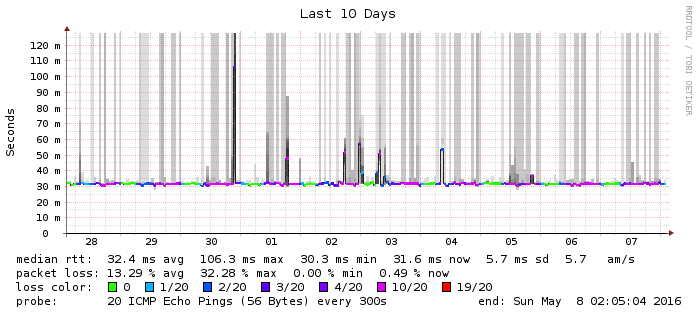 Last 10 Days
RRDTOOL / TOBI OETIKER
Seconds
120 m
110 m
100 m
90 m
80 m
70 m
60 m
50 m
40 m
30 m
20 m
10 m
0
28 29 30 01 02 03 04 05 06 07
median rtt: 32.4 ms avg 106.3 ms max 30.3 ms min 31.6 ms now 5.7 ms sd 5.7 am/s
packet loss: 13.29 % avg 32.28 % max 0.00 % min 0.49 % now
loss color: 0 1/20 2/20 3/20 4/20 10/20 19/20
probe: 20 ICMP Echo Pings (56 Bytes) every 300s end: Sun May 8 02:05:04 2016